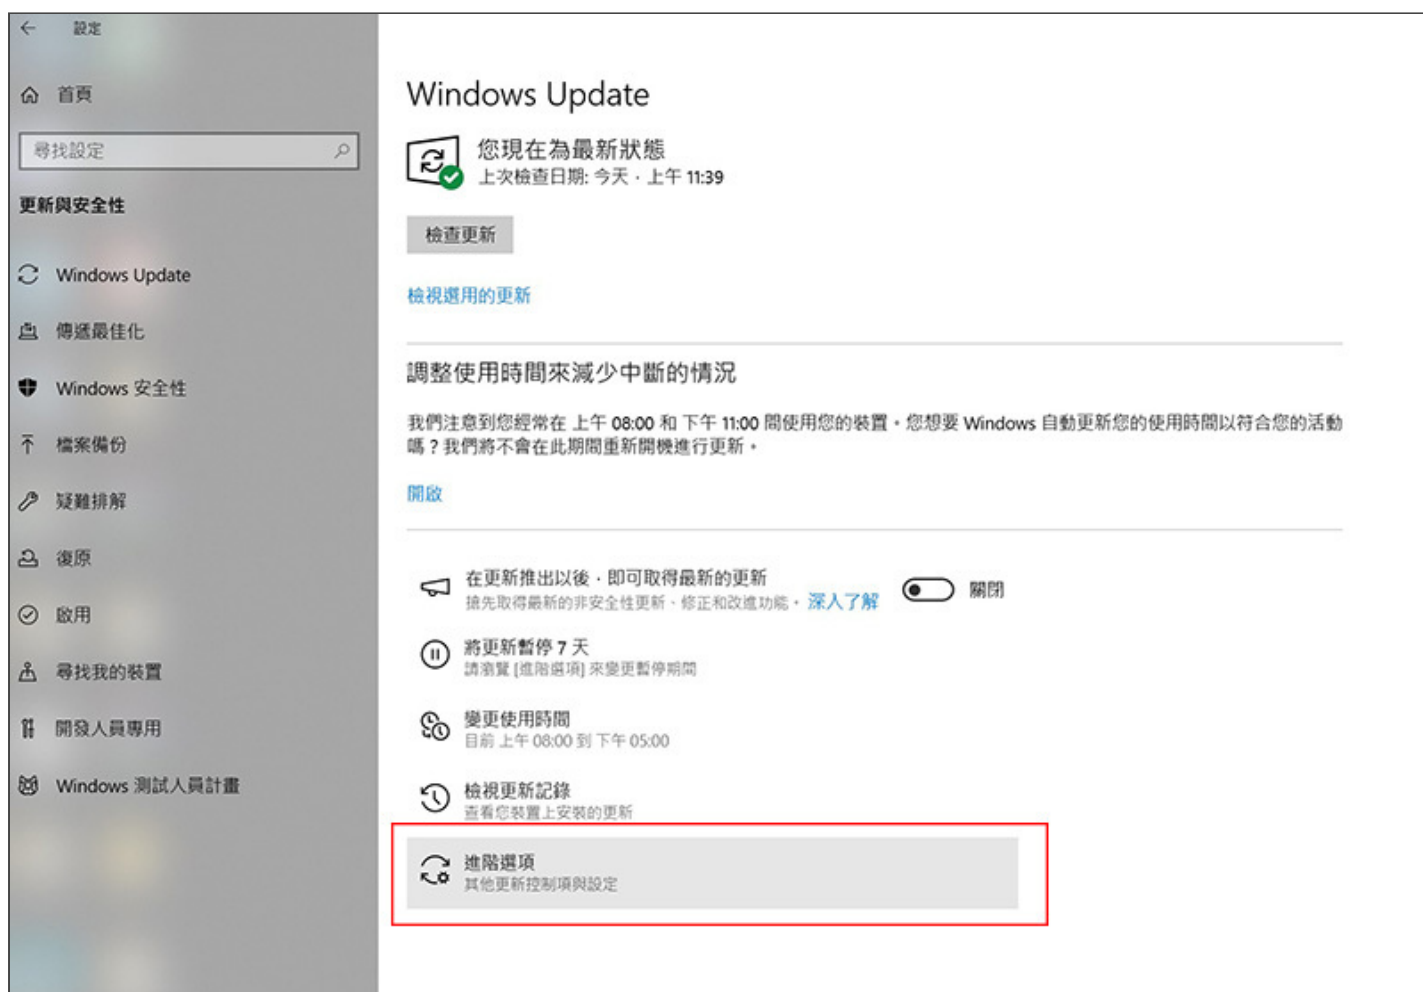 設定
首頁
尋找設定
更新與安全性
Windows Update
傳遞最佳化
Windows 安全性
檔案備份
疑難排解
復原
啟用
尋找我的裝置
開發人員專用
Windows 測試人員計畫
Windows Update
您現在為最新狀態
上次檢查日期: 今天，上午 11:39
檢查更新
檢視選用的更新
調整使用時間來減少中斷的情況
我們注意到您經常在 上午 08:00 和 下午 11:00 間使用您的裝置。您想要 Windows 自動更新您的使用時間以符合您的活動
嗎？我們將不會在此期間重新開機進行更新。
開啟
在更新推出以後，即可取得最新的更新
搶先取得最新的非安全性更新、修正和改進功能。 深入了解
關閉
將更新暫停 7 天
請瀏覽 [進階選項] 來變更暫停期間
變更使用時間
目前 上午 08:00 到 下午 05:00
檢視更新記錄
查看您裝置上安裝的更新
進階選項
其他更新控制項與設定